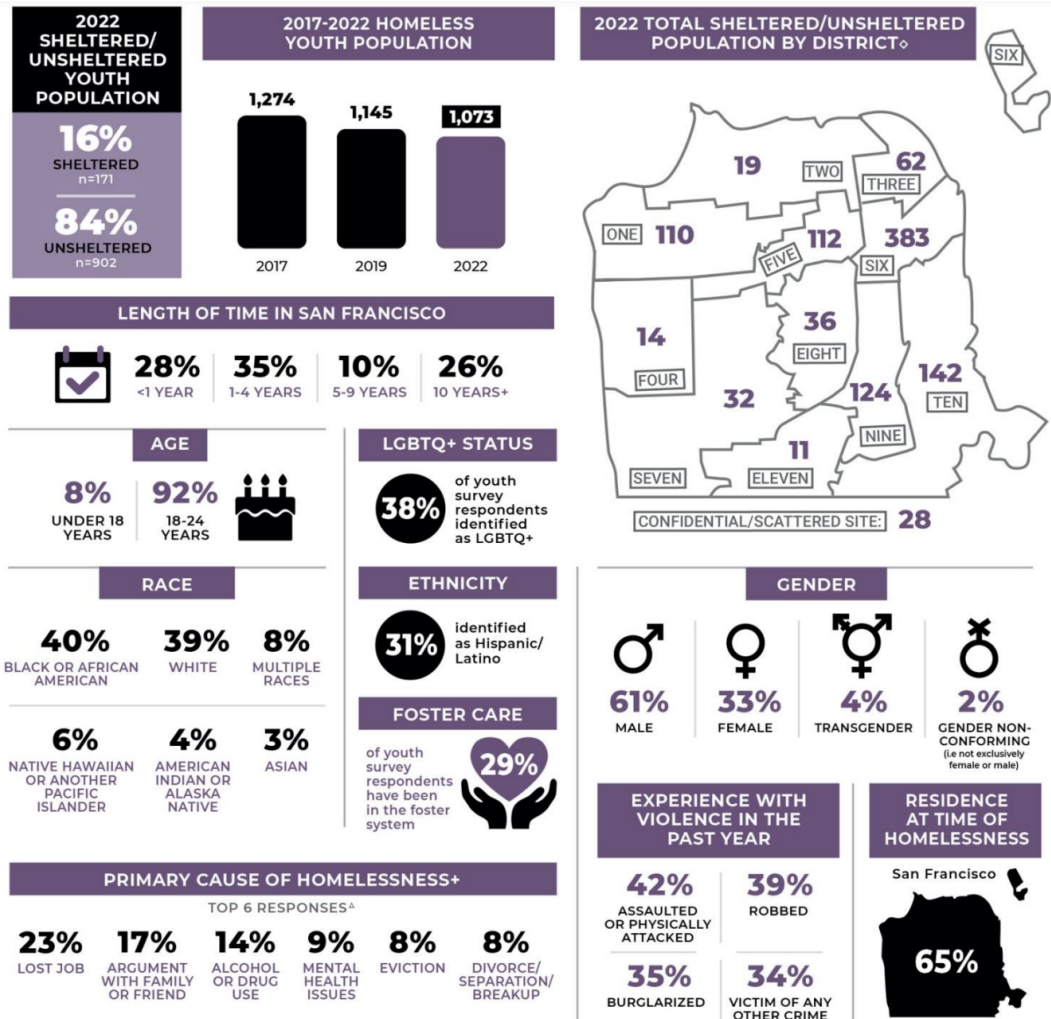 2022
SHELTERED/
UNSHELTERED
YOUTH
POPULATION
16%
SHELTERED
n=171
84%
UNSHELTERED
n=902
2017-2022 HOMELESS
YOUTH POPULATION
1,274
1,145
1,073
2017
2019
2022
2022 TOTAL SHELTERED/UNSHELTERED
POPULATION BY DISTRICT◇
SIX
19
TWO
62
THREE
ONE 110
FIVE
112
383
SIX
14
FOUR
36
EIGHT
32
124
NINE
142
TEN
11
SEVEN
ELEVEN
CONFIDENTIAL/SCATTERED SITE: 28
LENGTH OF TIME IN SAN FRANCISCO
28%
<1 YEAR
35%
1-4 YEARS
10%
5-9 YEARS
26%
10 YEARS+
AGE
8%
UNDER 18
YEARS
92%
18-24
YEARS
LGBTQ+ STATUS
38%
of youth
survey
respondents
identified
as LGBTQ+
RACE
40%
BLACK OR AFRICAN
AMERICAN
39%
WHITE
8%
MULTIPLE
RACES
6%
NATIVE HAWAIIAN
OR ANOTHER
PACIFIC
ISLANDER
4%
AMERICAN
INDIAN OR
ALASKA
NATIVE
3%
ASIAN
ETHNICITY
31%
identified
as Hispanic/
Latino
FOSTER CARE
of youth
survey
respondents
have been
in the foster
system
29%
GENDER
61%
MALE
33%
FEMALE
4%
TRANSGENDER
2%
GENDER NON-
CONFORMING
(i.e not exclusively
female or male)
PRIMARY CAUSE OF HOMELESSNESS+
TOP 6 RESPONSES△
23%
LOST JOB
17%
ARGUMENT
WITH FAMILY
OR FRIEND
14%
ALCOHOL
OR DRUG
USE
9%
MENTAL
HEALTH
ISSUES
8%
EVICTION
8%
DIVORCE/
SEPARATION/
BREAKUP
EXPERIENCE WITH
VIOLENCE IN THE
PAST YEAR
42%
ASSAULTED
OR PHYSICALLY
ATTACKED
39%
ROBBED
35%
BURGLARIZED
34%
VICTIM OF ANY
OTHER CRIME
RESIDENCE
AT TIME OF
HOMELESSNESS
San Francisco
65%